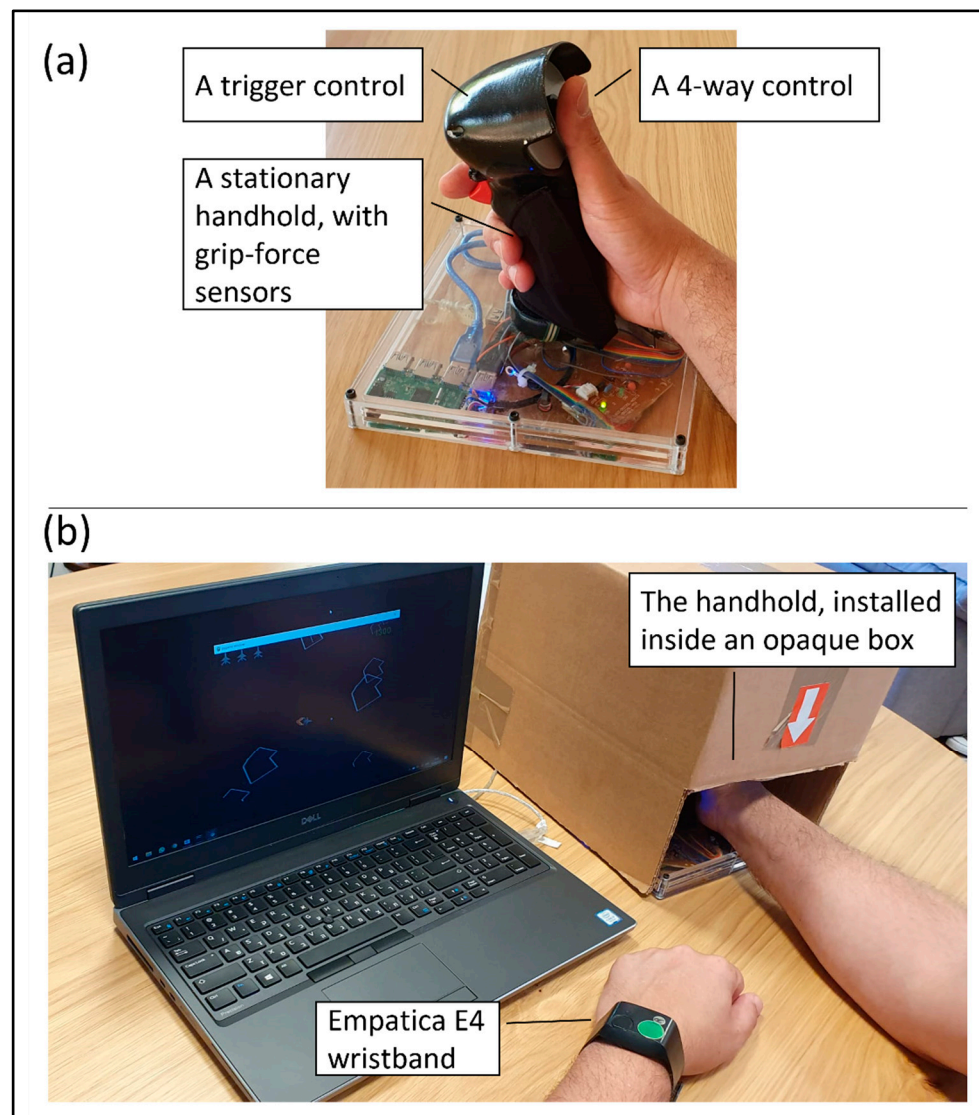 (a)
A trigger control
A 4-way control
A stationary
handhold, with
grip-force
sensors
(b)
The handhold, installed
inside an opaque box
DELL
Empatica E4
wristband